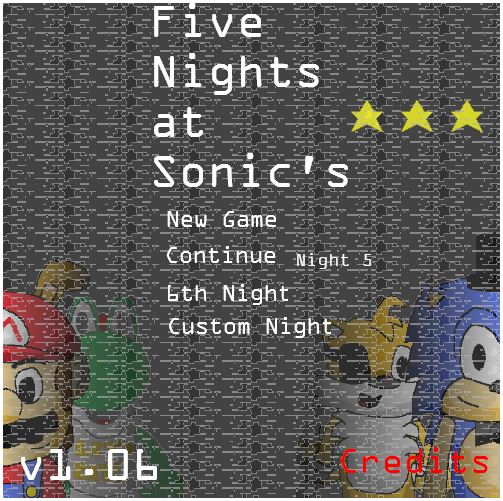 Five
Nights
at
Sonic's
New Game
Continue Night 5
6th Night
Custom Night
v1.06
Credits